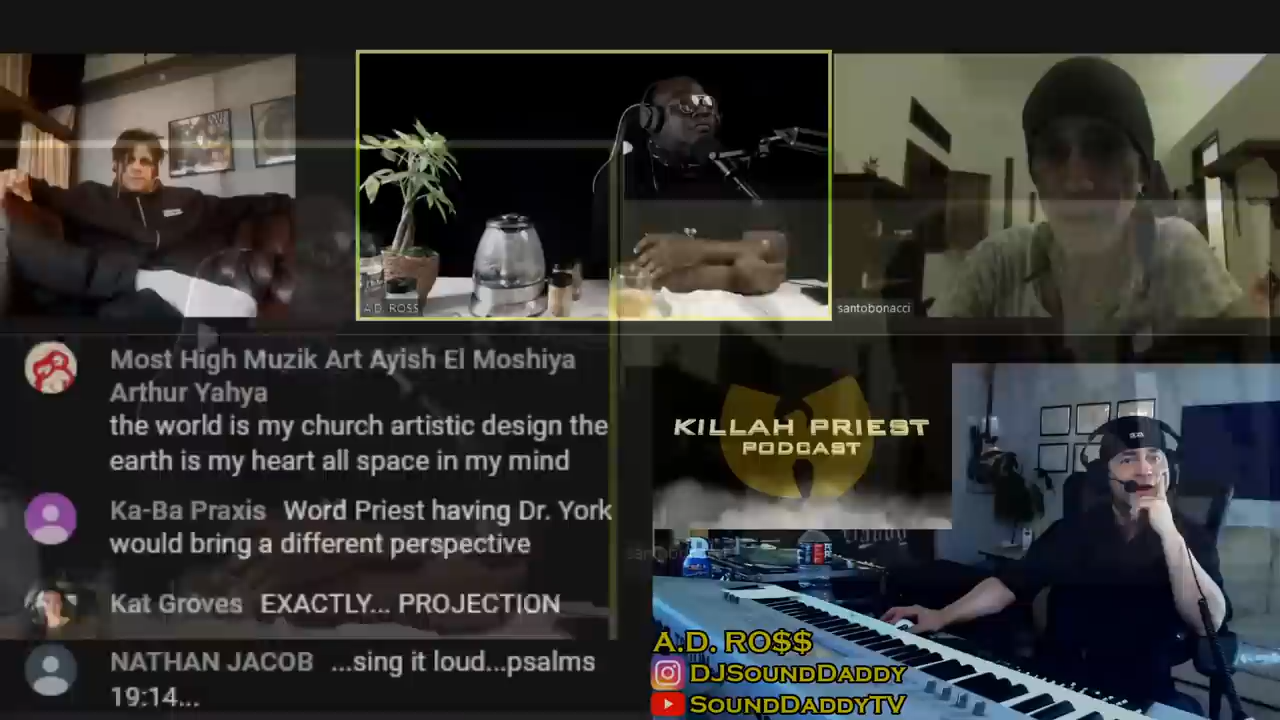 A.D. ROSS
santobonacci
Most High Muzik Art Ayish El Moshiya
Arthur Yahya
the world is my church artistic design the
earth is my heart all space in my mind
Ka-Ba Praxis Word Priest having Dr. York
would bring a different perspective
Kat Groves EXACTLY... PROJECTION
NATHAN JACOB ...sing it loud...psalms
19:14...
KILLAH PRIEST
PODCAST
A.D. RO$$
DJSoundDaddy
SoundDaddyTV